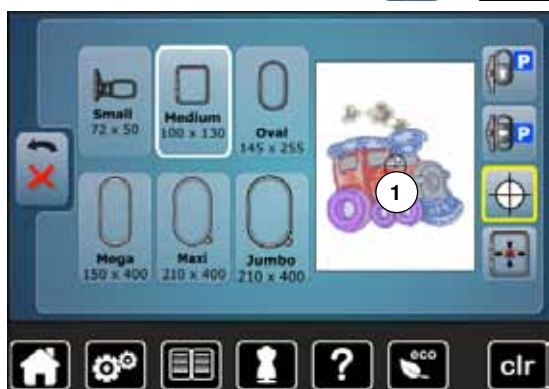 Small
72 x 50
Medium
100 x 130
Oval
145 x 255
P
P
1
Mega
150 x 400
Maxi
210 x 400
Jumbo
210 x 400
?
eco
clr